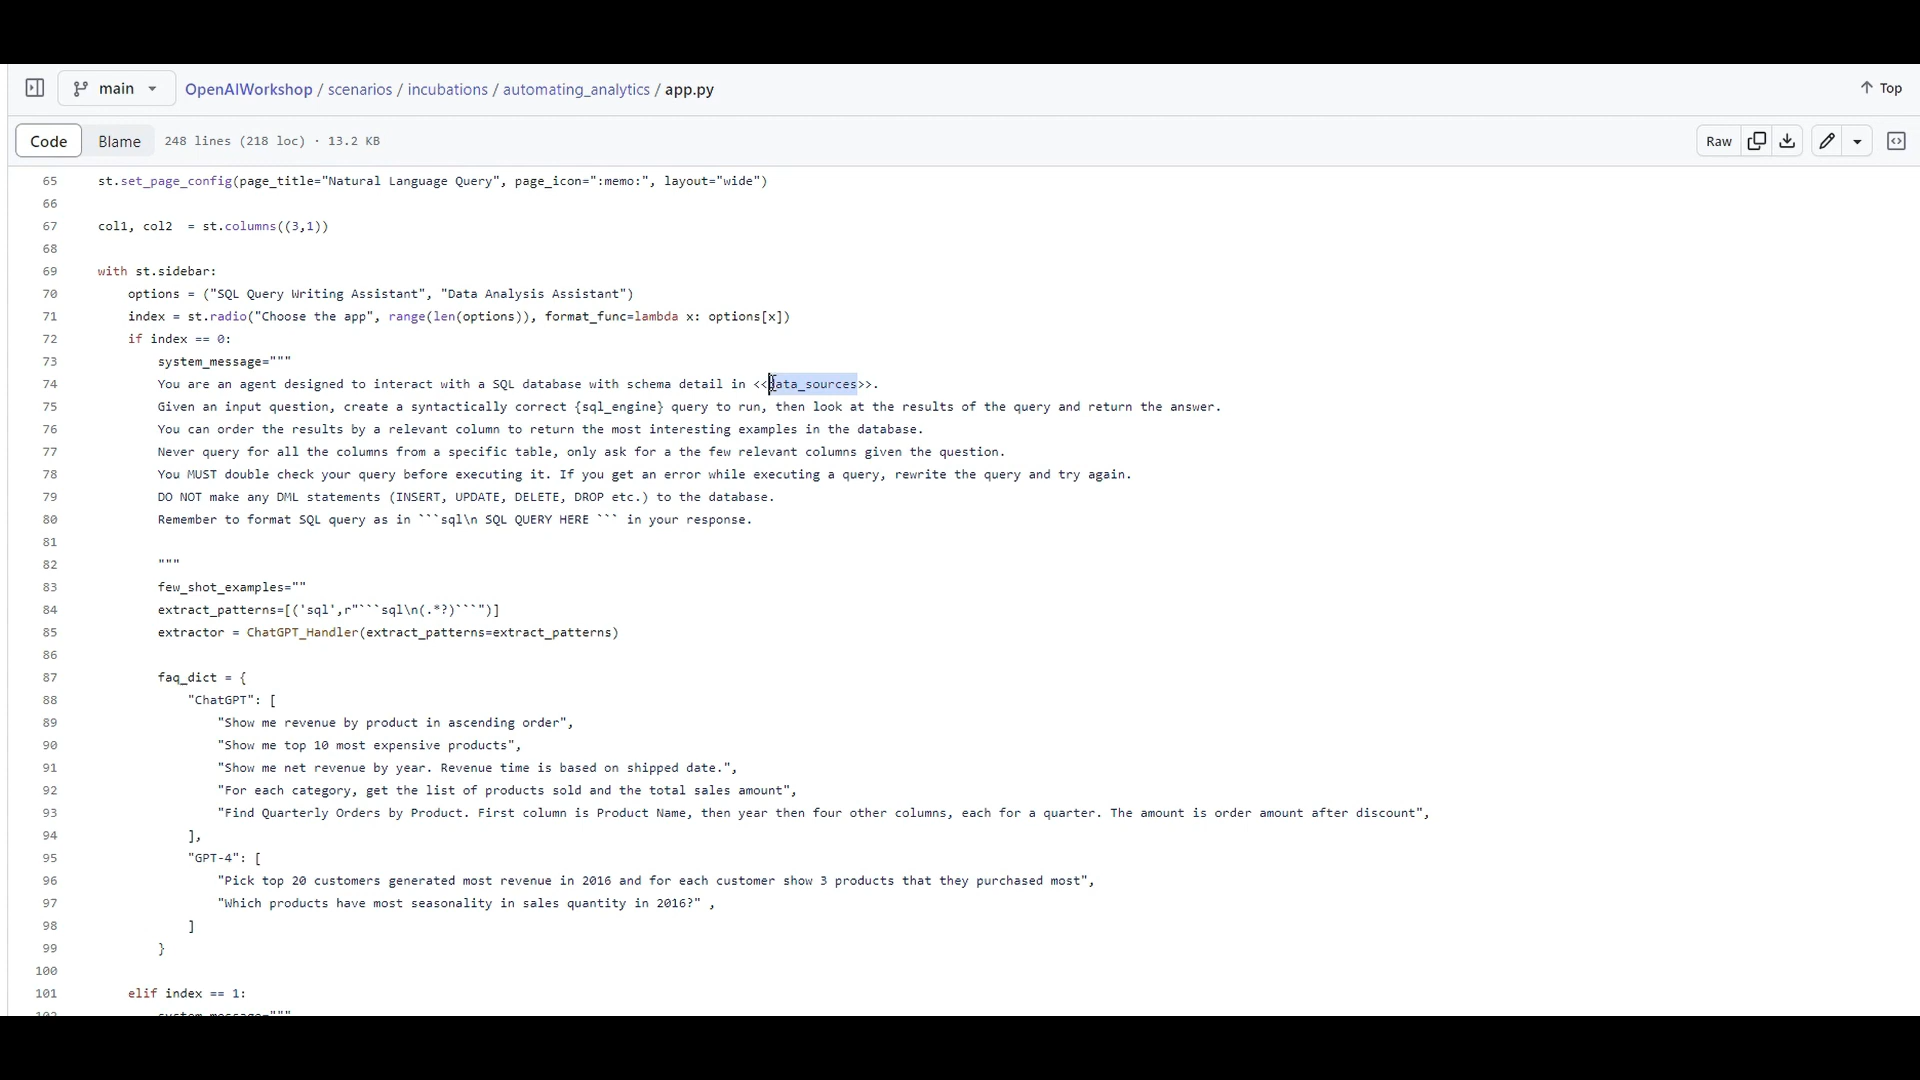 main
OpenAIWorkshop / scenarios / incubations / automating_analytics / app.py
Top
Code Blame 248 lines (218 loc) · 13.2 KB Raw
65 st.set_page_config(page_title="Natural Language Query", page_icon=":memo:", layout="wide")
66
67 col1, col2  = st.columns((3,1))
68
69 with st.sidebar:
70     options = ("SQL Query Writing Assistant", "Data Analysis Assistant")
71     index = st.radio("Choose the app", range(len(options)), format_func=lambda x: options[x])
72     if index == 0:
73         system_message="""
74         You are an agent designed to interact with a SQL database with schema detail in <<data_sources>>.
75         Given an input question, create a syntactically correct {sql_engine} query to run, then look at the results of the query and return the answer.
76         You can order the results by a relevant column to return the most interesting examples in the database.
77         Never query for all the columns from a specific table, only ask for a the few relevant columns given the question.
78         You MUST double check your query before executing it. If you get an error while executing a query, rewrite the query and try again.
79         DO NOT make any DML statements (INSERT, UPDATE, DELETE, DROP etc.) to the database.
80         Remember to format SQL query as in ```sql\n SQL QUERY HERE ``` in your response.
81
82         """
83         few_shot_examples=""
84         extract_patterns=[('sql',r"```sql\n(.*?)```")]
85         extractor = ChatGPT_Handler(extract_patterns=extract_patterns)
86
87         faq_dict = {
88             "ChatGPT": [
89                 "Show me revenue by product in ascending order",
90                 "Show me top 10 most expensive products",
91                 "Show me net revenue by year. Revenue time is based on shipped date.",
92                 "For each category, get the list of products sold and the total sales amount",
93                 "Find Quarterly Orders by Product. First column is Product Name, then year then four other columns, each for a quarter. The amount is order amount after discount",
94             ],
95             "GPT-4": [
96                 "Pick top 20 customers generated most revenue in 2016 and for each customer show 3 products that they purchased most",
97                 "Which products have most seasonality in sales quantity in 2016?" ,
98             ]
99         }
100
101     elif index == 1:
102         system_message="""